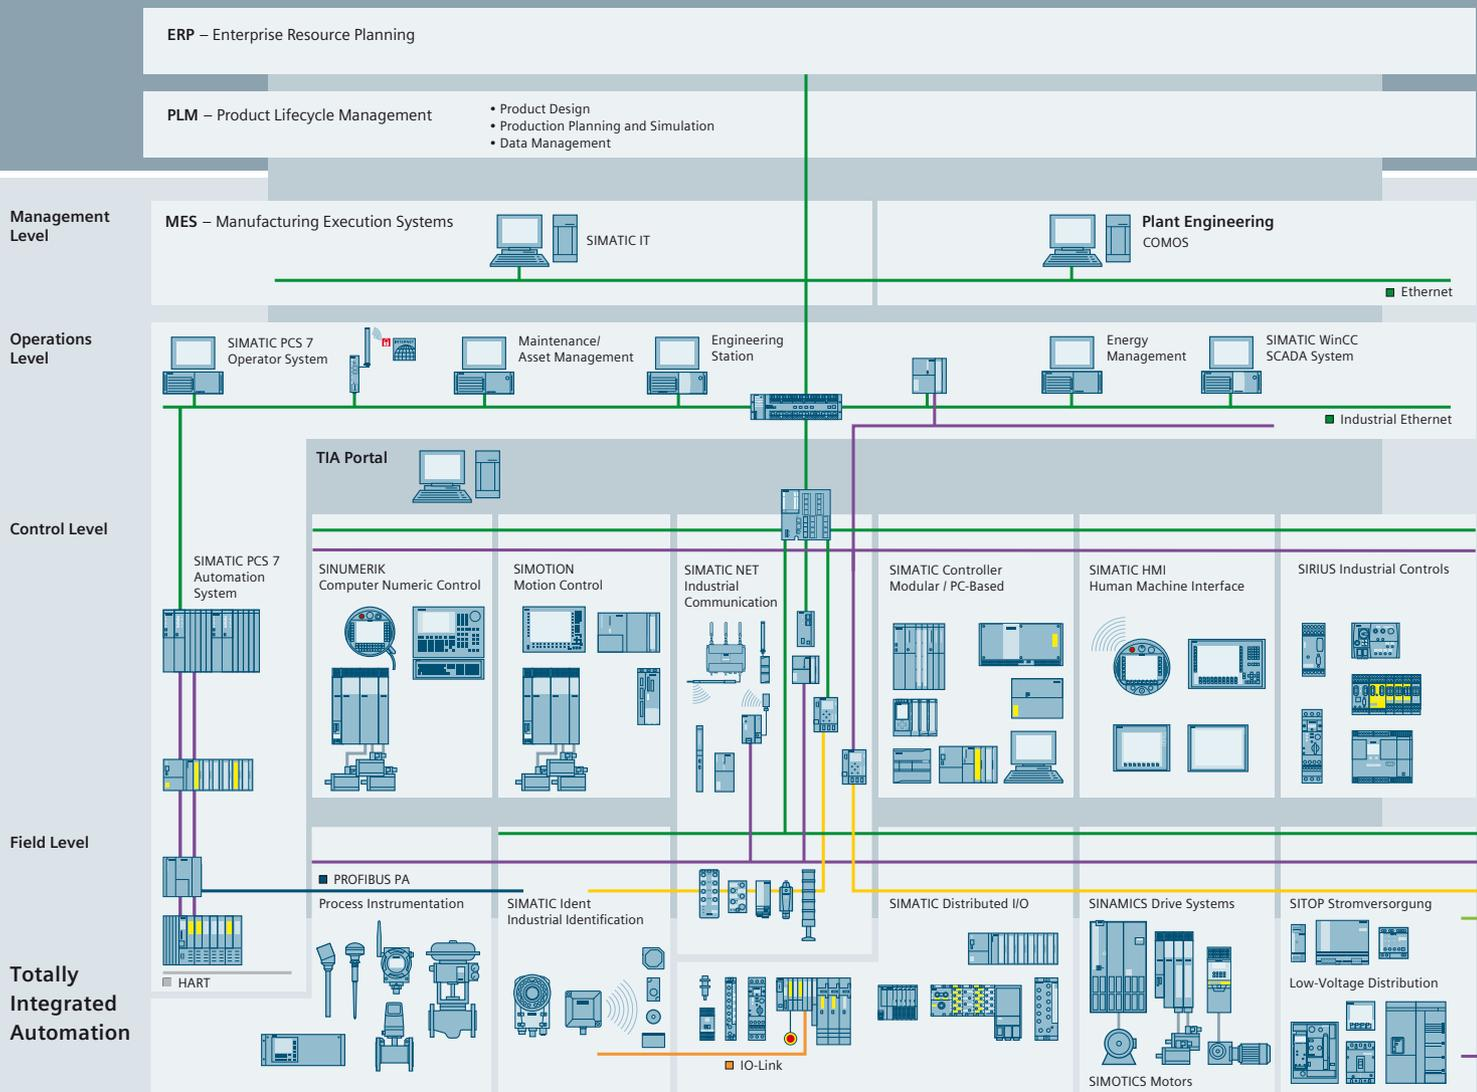 ERP – Enterprise Resource Planning
PLM – Product Lifecycle Management
• Product Design
• Production Planning and Simulation
• Data Management
Management
Level
MES – Manufacturing Execution Systems
SIMATIC IT
Plant Engineering
COMOS
Ethernet
Operations
Level
SIMATIC PCS 7
Operator System
Maintenance/
Asset Management
Engineering
Station
Energy
Management
SIMATIC WinCC
SCADA System
Industrial Ethernet
TIA Portal
Control Level
SIMATIC PCS 7
Automation
System
SINUMERIK
Computer Numeric Control
SIMOTION
Motion Control
SIMATIC NET
Industrial
Communication
SIMATIC Controller
Modular / PC-Based
SIMATIC HMI
Human Machine Interface
SIRIUS Industrial Controls
Field Level
PROFIBUS PA
Process Instrumentation
SIMATIC Ident
Industrial Identification
SIMATIC Distributed I/O
SINAMICS Drive Systems
SITOP Stromversorgung
Low-Voltage Distribution
HART
Totally
Integrated
Automation
IO-Link
SIMOTICS Motors